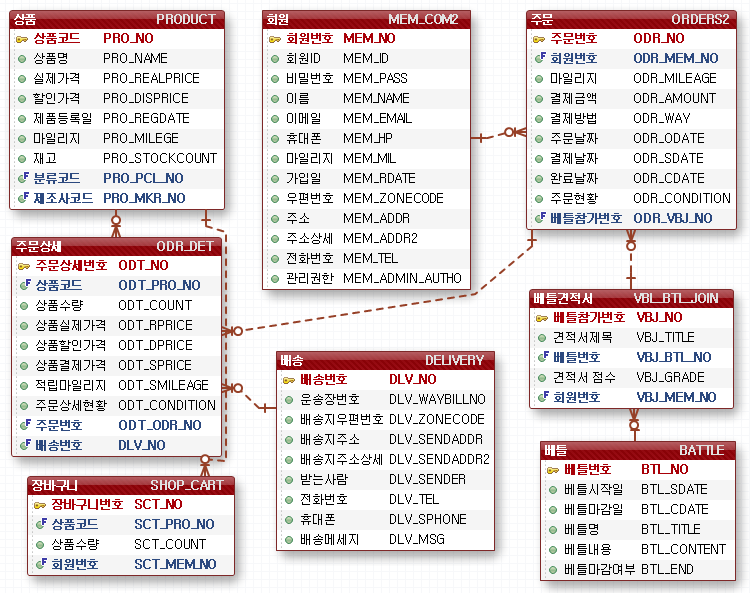 상품 PRODUCT
상품코드 PRO_NO
상품명 PRO_NAME
실제가격 PRO_REALPRICE
할인가격 PRO_DISPRICE
제품등록일 PRO_REGDATE
마일리지 PRO_MILEGE
재고 PRO_STOCKCOUNT
분류코드 PRO_PCL_NO
제조사코드 PRO_MKR_NO
회원 MEM_COM2
회원번호 MEM_NO
회원ID MEM_ID
비밀번호 MEM_PASS
이름 MEM_NAME
이메일 MEM_EMAIL
휴대폰 MEM_HP
마일리지 MEM_MIL
가입일 MEM_RDATE
우편번호 MEM_ZONECODE
주소 MEM_ADDR
주소상세 MEM_ADDR2
전화번호 MEM_TEL
관리권한 MEM_ADMIN_AUTHO
주문 ORDERS2
주문번호 ODR_NO
회원번호 ODR_MEM_NO
마일리지 ODR_MILEAGE
결제금액 ODR_AMOUNT
결제방법 ODR_WAY
주문날짜 ODR_ODATE
결제날짜 ODR_SDATE
완료날짜 ODR_CDATE
주문현황 ODR_CONDITION
베틀참가번호 ODR_VBJ_NO
주문상세 ODR_DET
주문상세번호 ODT_NO
상품코드 ODT_PRO_NO
상품수량 ODT_COUNT
상품실제가격 ODT_RPRICE
상품할인가격 ODT_DPRICE
상품결제가격 ODT_SPRICE
적립마일리지 ODT_SMILEAGE
주문상세현황 ODT_CONDITION
주문번호 ODT_ODR_NO
배송번호 DLV_NO
배송 DELIVERY
배송번호 DLV_NO
운송장번호 DLV_WAYBILLNO
배송지우편번호 DLV_ZONECODE
배송지주소 DLV_SENDADDR
배송지주소상세 DLV_SENDADDR2
받는사람 DLV_SENDER
전화번호 DLV_TEL
휴대폰 DLV_SPHONE
배송메세지 DLV_MSG
베틀견적서 VBL_BTL_JOIN
베틀참가번호 VBJ_NO
견적서제목 VBJ_TITLE
베틀번호 VBJ_BTL_NO
견적서 점수 VBJ_GRADE
회원번호 VBJ_MEM_NO
장바구니 SHOP_CART
장바구니번호 SCT_NO
상품코드 SCT_PRO_NO
상품수량 SCT_COUNT
회원번호 SCT_MEM_NO
베틀 BATTLE
베틀번호 BTL_NO
베틀시작일 BTL_SDATE
베틀마감일 BTL_CDATE
베틀명 BTL_TITLE
베틀내용 BTL_CONTENT
베틀마감여부 BTL_END